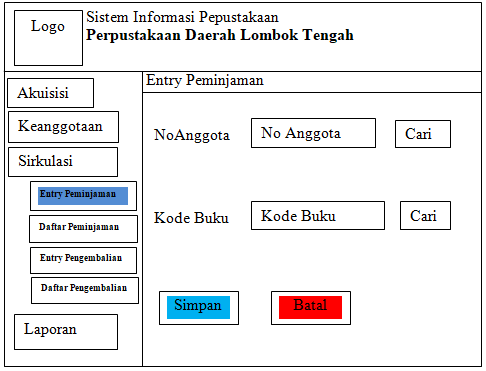 Logo
Sistem Informasi Pepustakaan
Perpustakaan Daerah Lombok Tengah
Akuisisi
Keanggotaan
Sirkulasi
Entry Peminjaman
Daftar Peminjaman
Entry Pengembalian
Daftar Pengembalian
Laporan
Entry Peminjaman
NoAnggota
No Anggota
Cari
Kode Buku
Kode Buku
Cari
Simpan
Batal